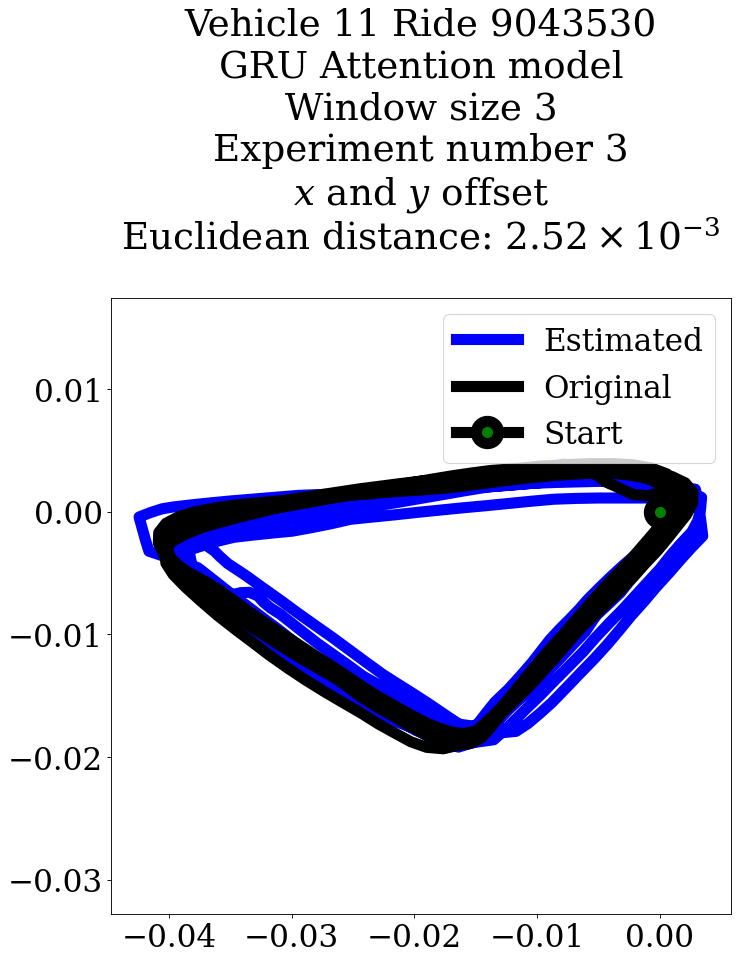 Vehicle 11 Ride 9043530
GRU Attention model
Window size 3
Experiment number 3
x and y offset
Euclidean distance: 2.52 × 10⁻³
Estimated
Original
Start
0.01
0.00
−0.01
−0.02
−0.03
−0.04 −0.03 −0.02 −0.01 0.00